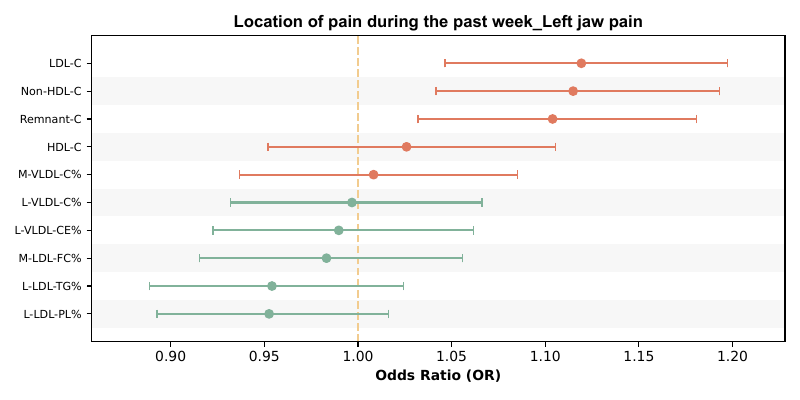 Location of pain during the past week_Left jaw pain
LDL-C
Non-HDL-C
Remnant-C
HDL-C
M-VLDL-C%
L-VLDL-C%
L-VLDL-CE%
M-LDL-FC%
L-LDL-TG%
L-LDL-PL%
0.90 0.95 1.00 1.05 1.10 1.15 1.20
Odds Ratio (OR)